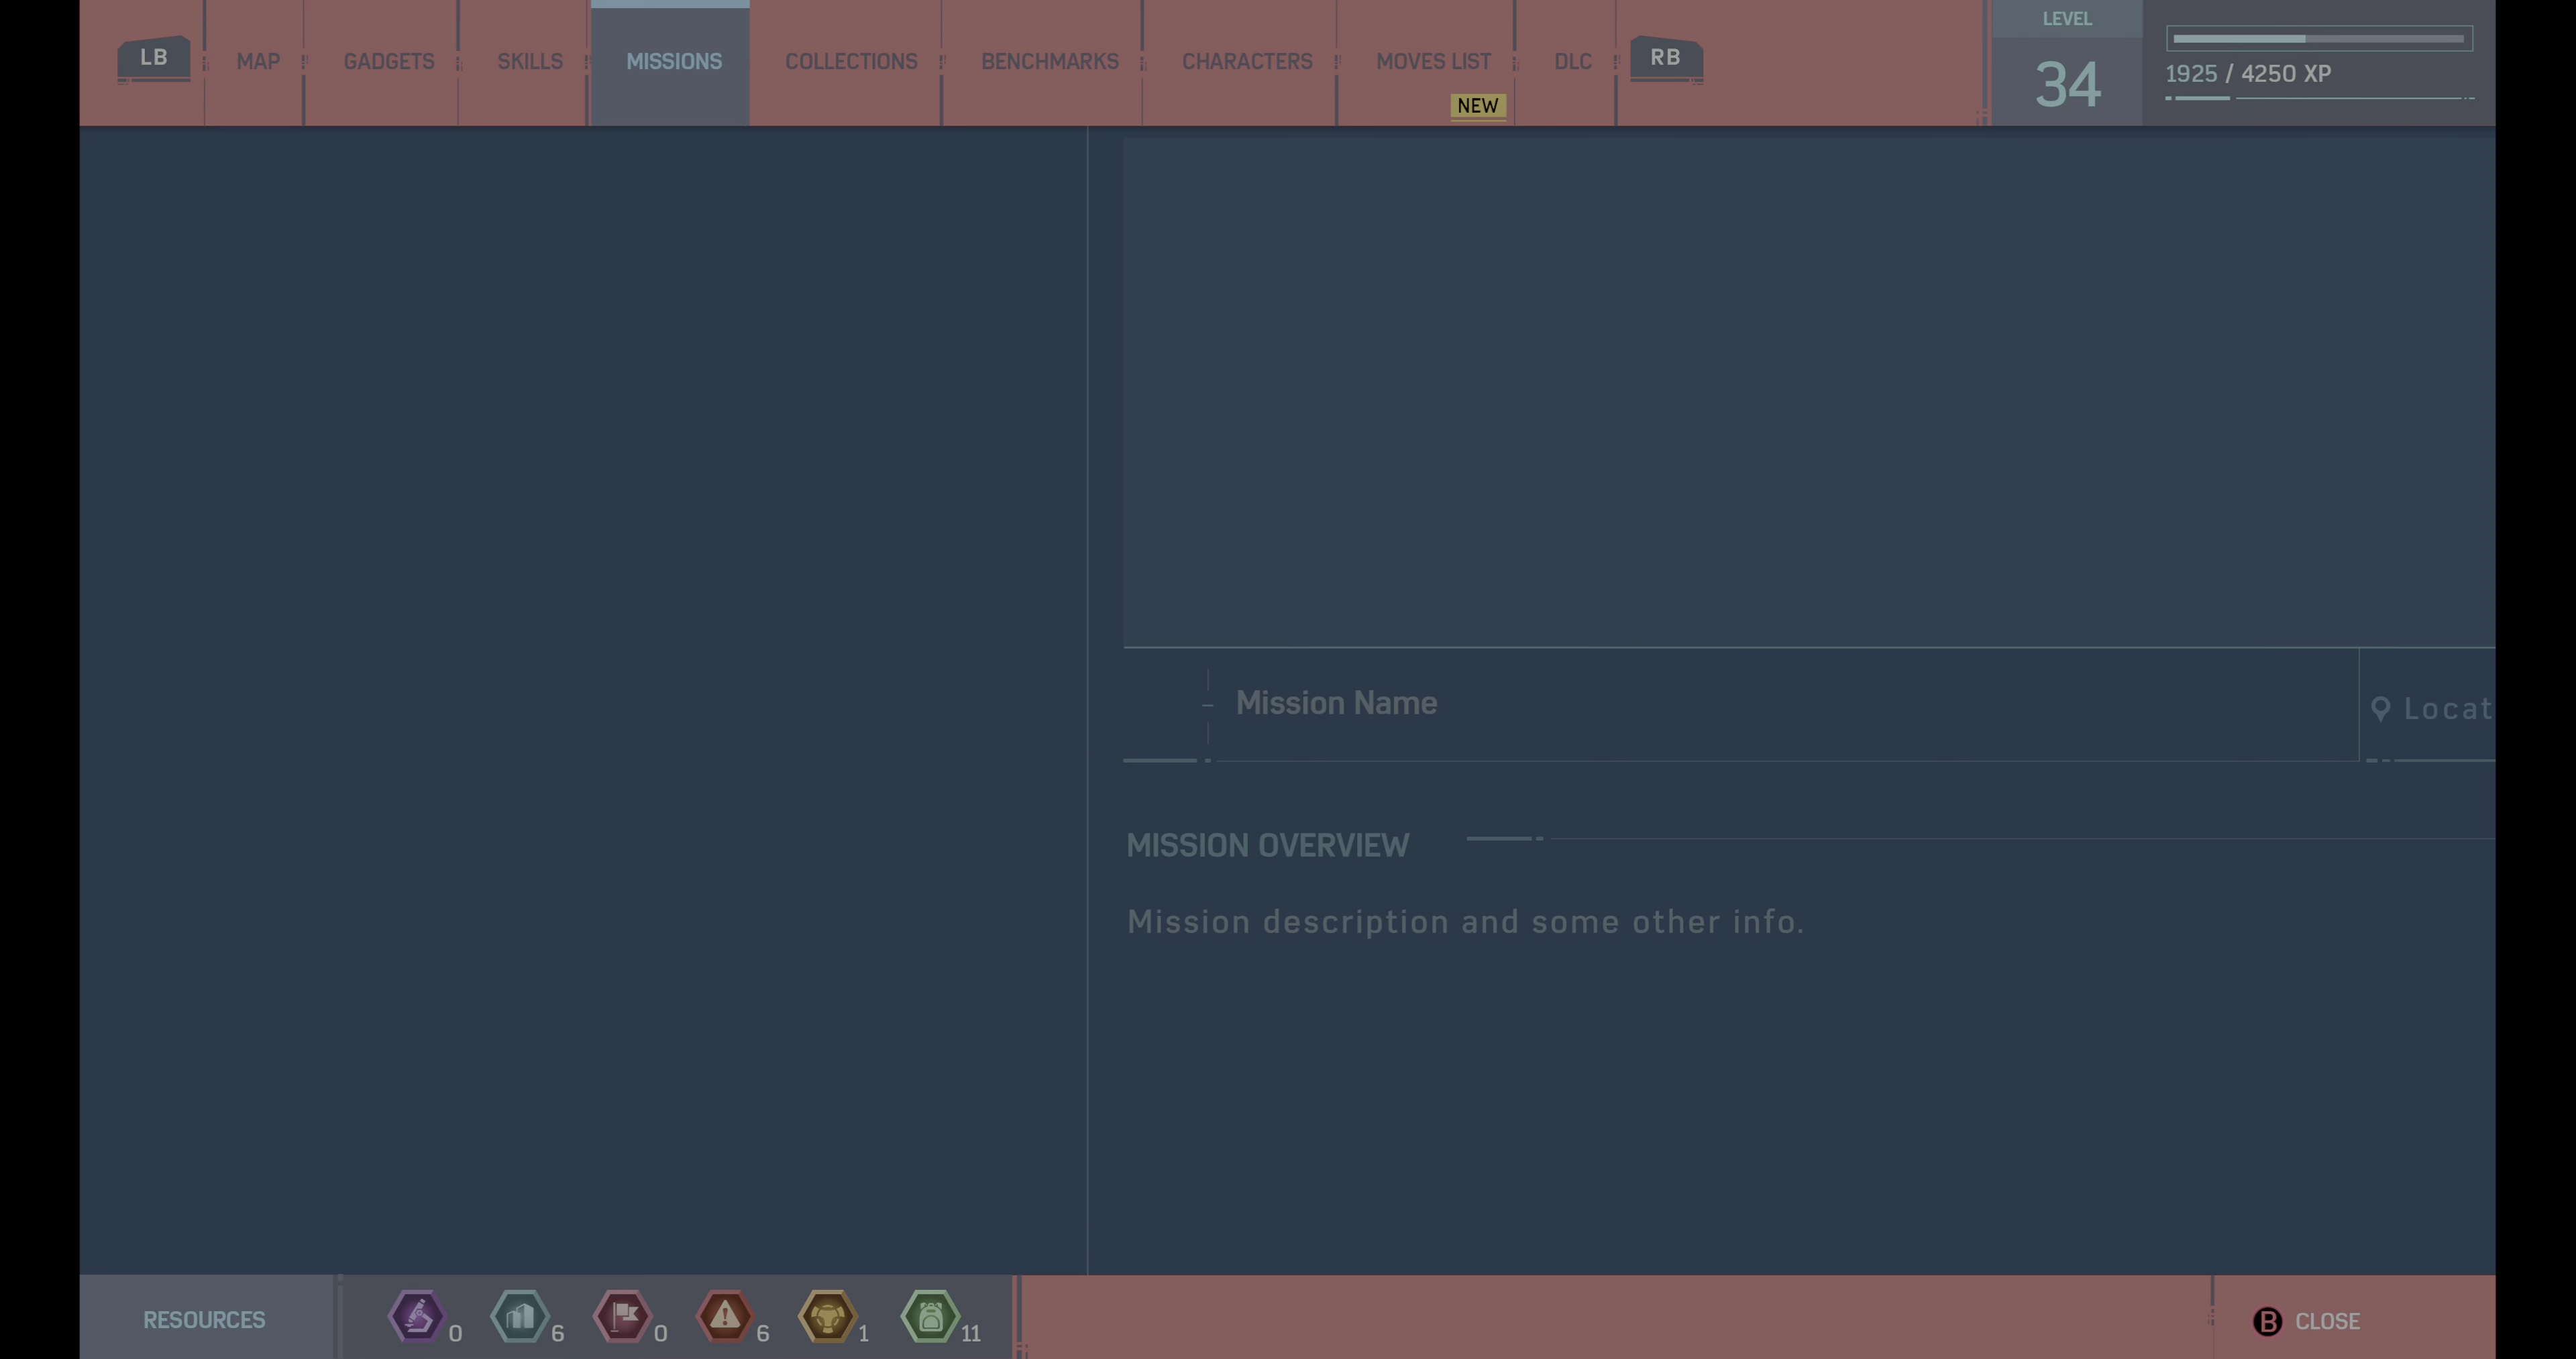 LB MAP GADGETS SKILLS MISSIONS COLLECTIONS BENCHMARKS CHARACTERS MOVES LIST DLC RB
NEW
LEVEL
34
1925 / 4250 XP
Mission Name
Locat
MISSION OVERVIEW
Mission description and some other info.
RESOURCES 0 6 0 6 1 11
B CLOSE